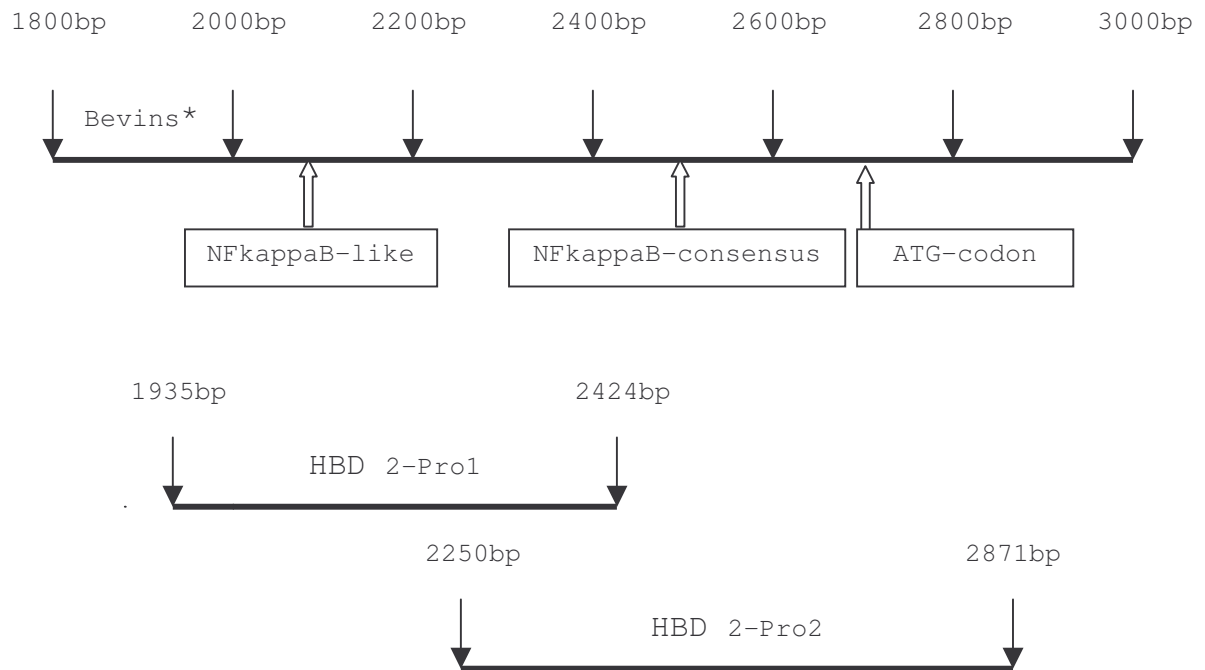 1800bp 2000bp 2200bp 2400bp 2600bp 2800bp 3000bp
Bevins*
NFkappaB-like NFkappaB-consensus ATG-codon
1935bp 2424bp
HBD 2-Pro1
2250bp 2871bp
HBD 2-Pro2